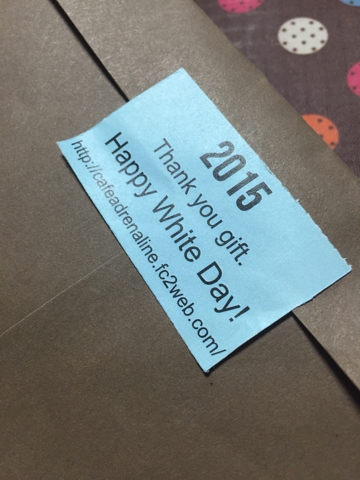 2015
Thank you gift.
Happy White Day!
http://cafeadrenaline.fc2web.com/